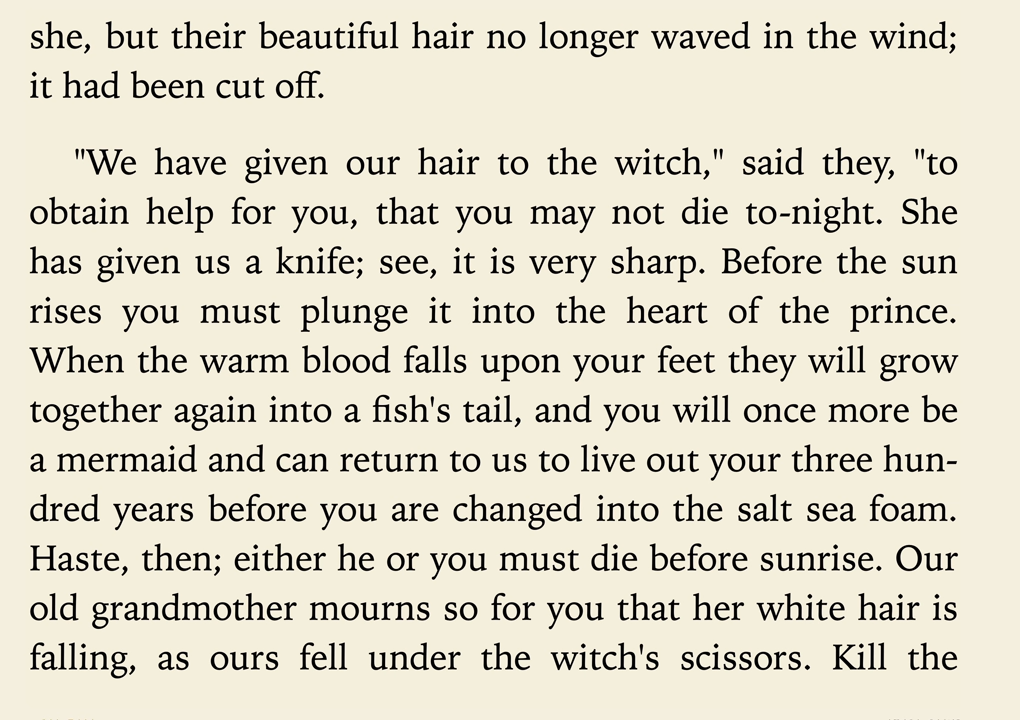 she, but their beautiful hair no longer waved in the wind;
it had been cut off.
"We have given our hair to the witch," said they, "to
obtain help for you, that you may not die to-night. She
has given us a knife; see, it is very sharp. Before the sun
rises you must plunge it into the heart of the prince.
When the warm blood falls upon your feet they will grow
together again into a fish's tail, and you will once more be
a mermaid and can return to us to live out your three hun-
dred years before you are changed into the salt sea foam.
Haste, then; either he or you must die before sunrise. Our
old grandmother mourns so for you that her white hair is
falling, as ours fell under the witch's scissors. Kill the